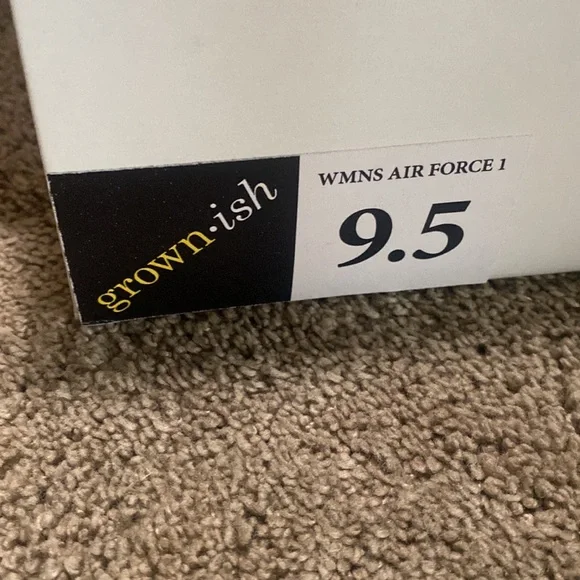 grown·ish
WMNS AIR FORCE 1
9.5